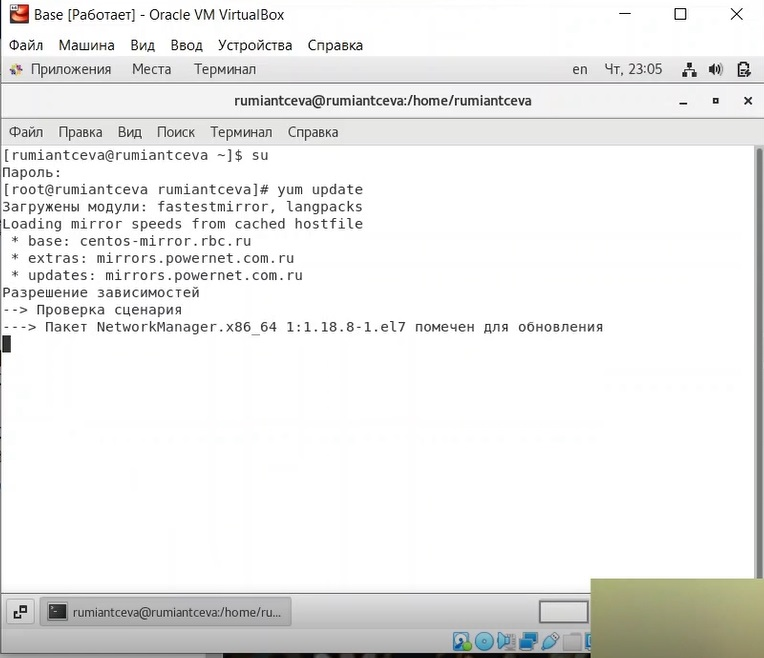 Base [Работает] - Oracle VM VirtualBox
Файл Машина Вид Ввод Устройства Справка
Приложения Места Терминал en Чт, 23:05
rumiantceva@rumiantceva:/home/rumiantceva
Файл Правка Вид Поиск Терминал Справка
[rumiantceva@rumiantceva ~]$ su
Пароль:
[root@rumiantceva rumiantceva]# yum update
Загружены модули: fastestmirror, langpacks
Loading mirror speeds from cached hostfile
* base: centos-mirror.rbc.ru
* extras: mirrors.powernet.com.ru
* updates: mirrors.powernet.com.ru
Разрешение зависимостей
--> Проверка сценария
---> Пакет NetworkManager.x86_64 1:1.18.8-1.el7 помечен для обновления
rumiantceva@rumiantceva:/home/ru...